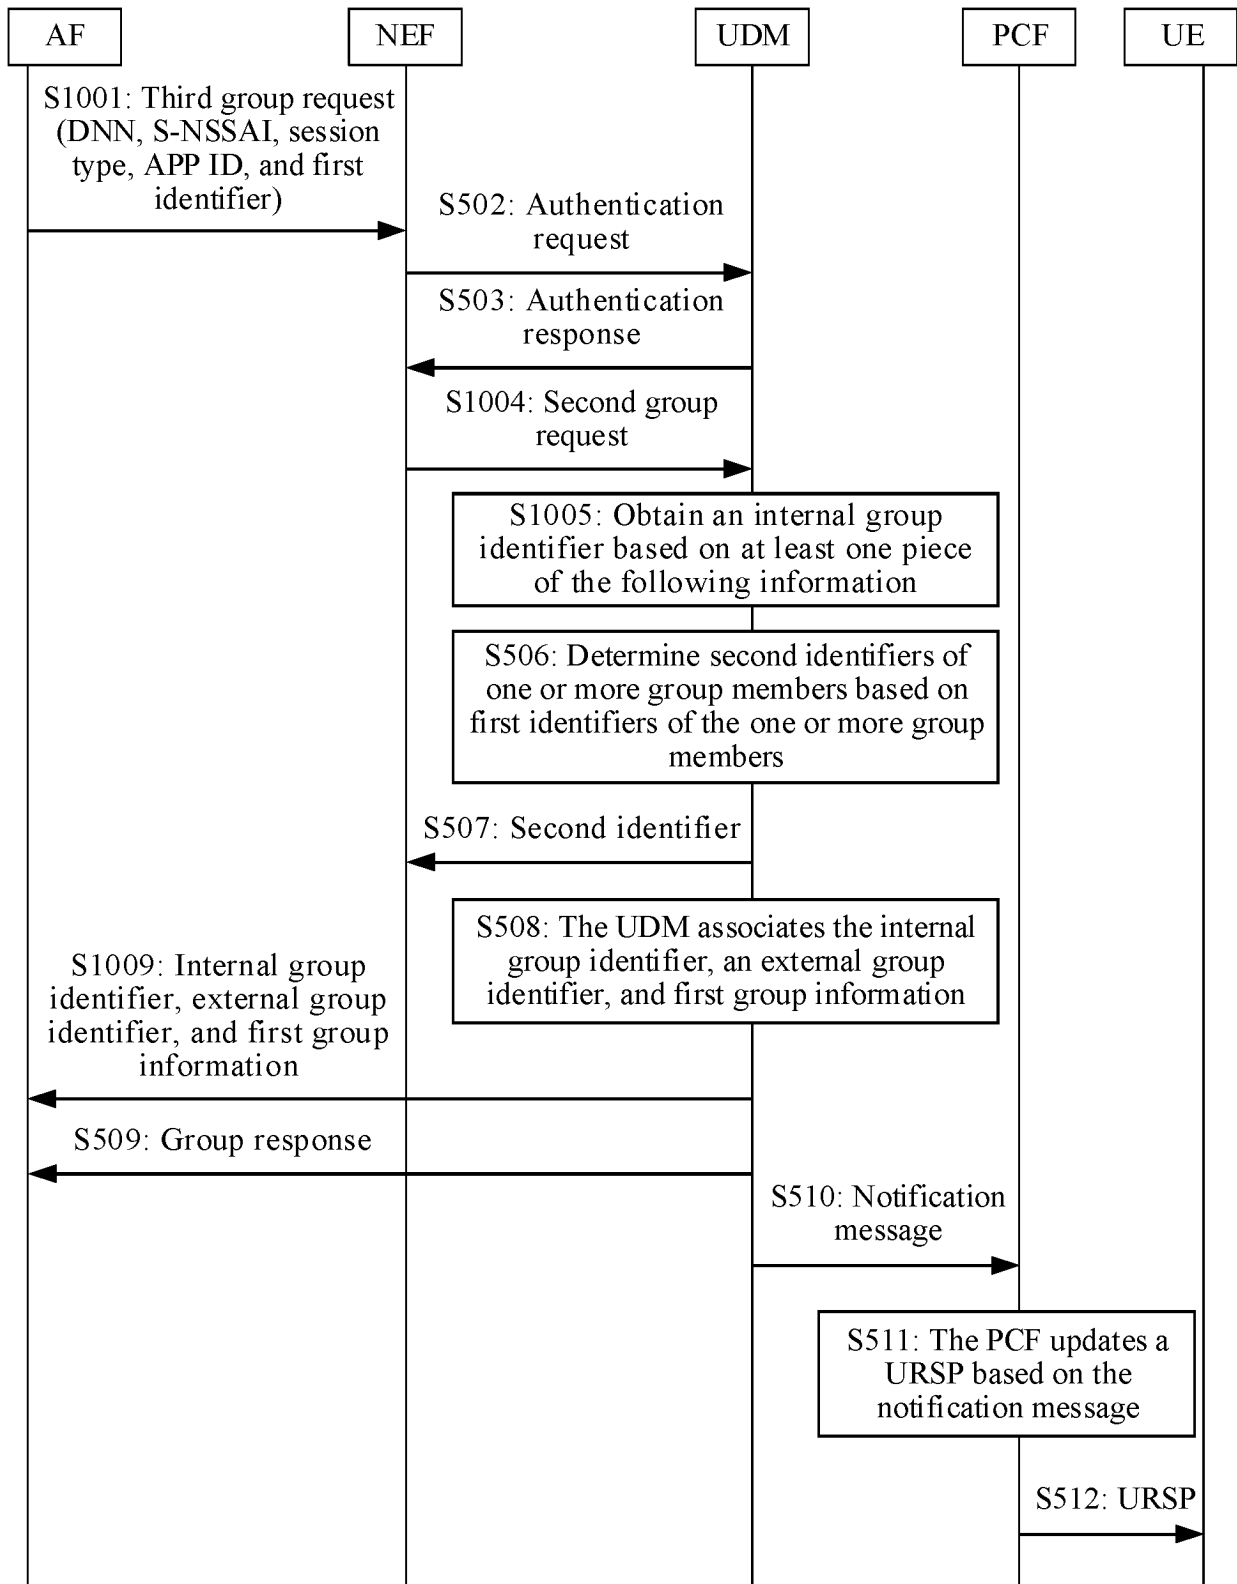 AF
NEF
UDM
PCF
UE
S1001: Third group request
(DNN, S-NSSAI, session
type, APP ID, and first
identifier)
S502: Authentication
request
S503: Authentication
response
S1004: Second group
request
S1005: Obtain an internal group
identifier based on at least one piece
of the following information
S506: Determine second identifiers of
one or more group members based on
first identifiers of the one or more group
members
S507: Second identifier
S508: The UDM associates the internal
group identifier, an external group
identifier, and first group information
S1009: Internal group
identifier, external group
identifier, and first group
information
S509: Group response
S510: Notification
message
S511: The PCF updates a
URSP based on the
notification message
S512: URSP